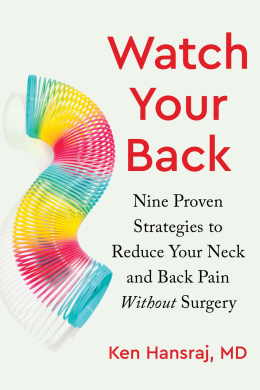 Watch
Your
Back
Nine Proven
Strategies to
Reduce Your Neck
and Back Pain
Without Surgery
Ken Hansraj, MD